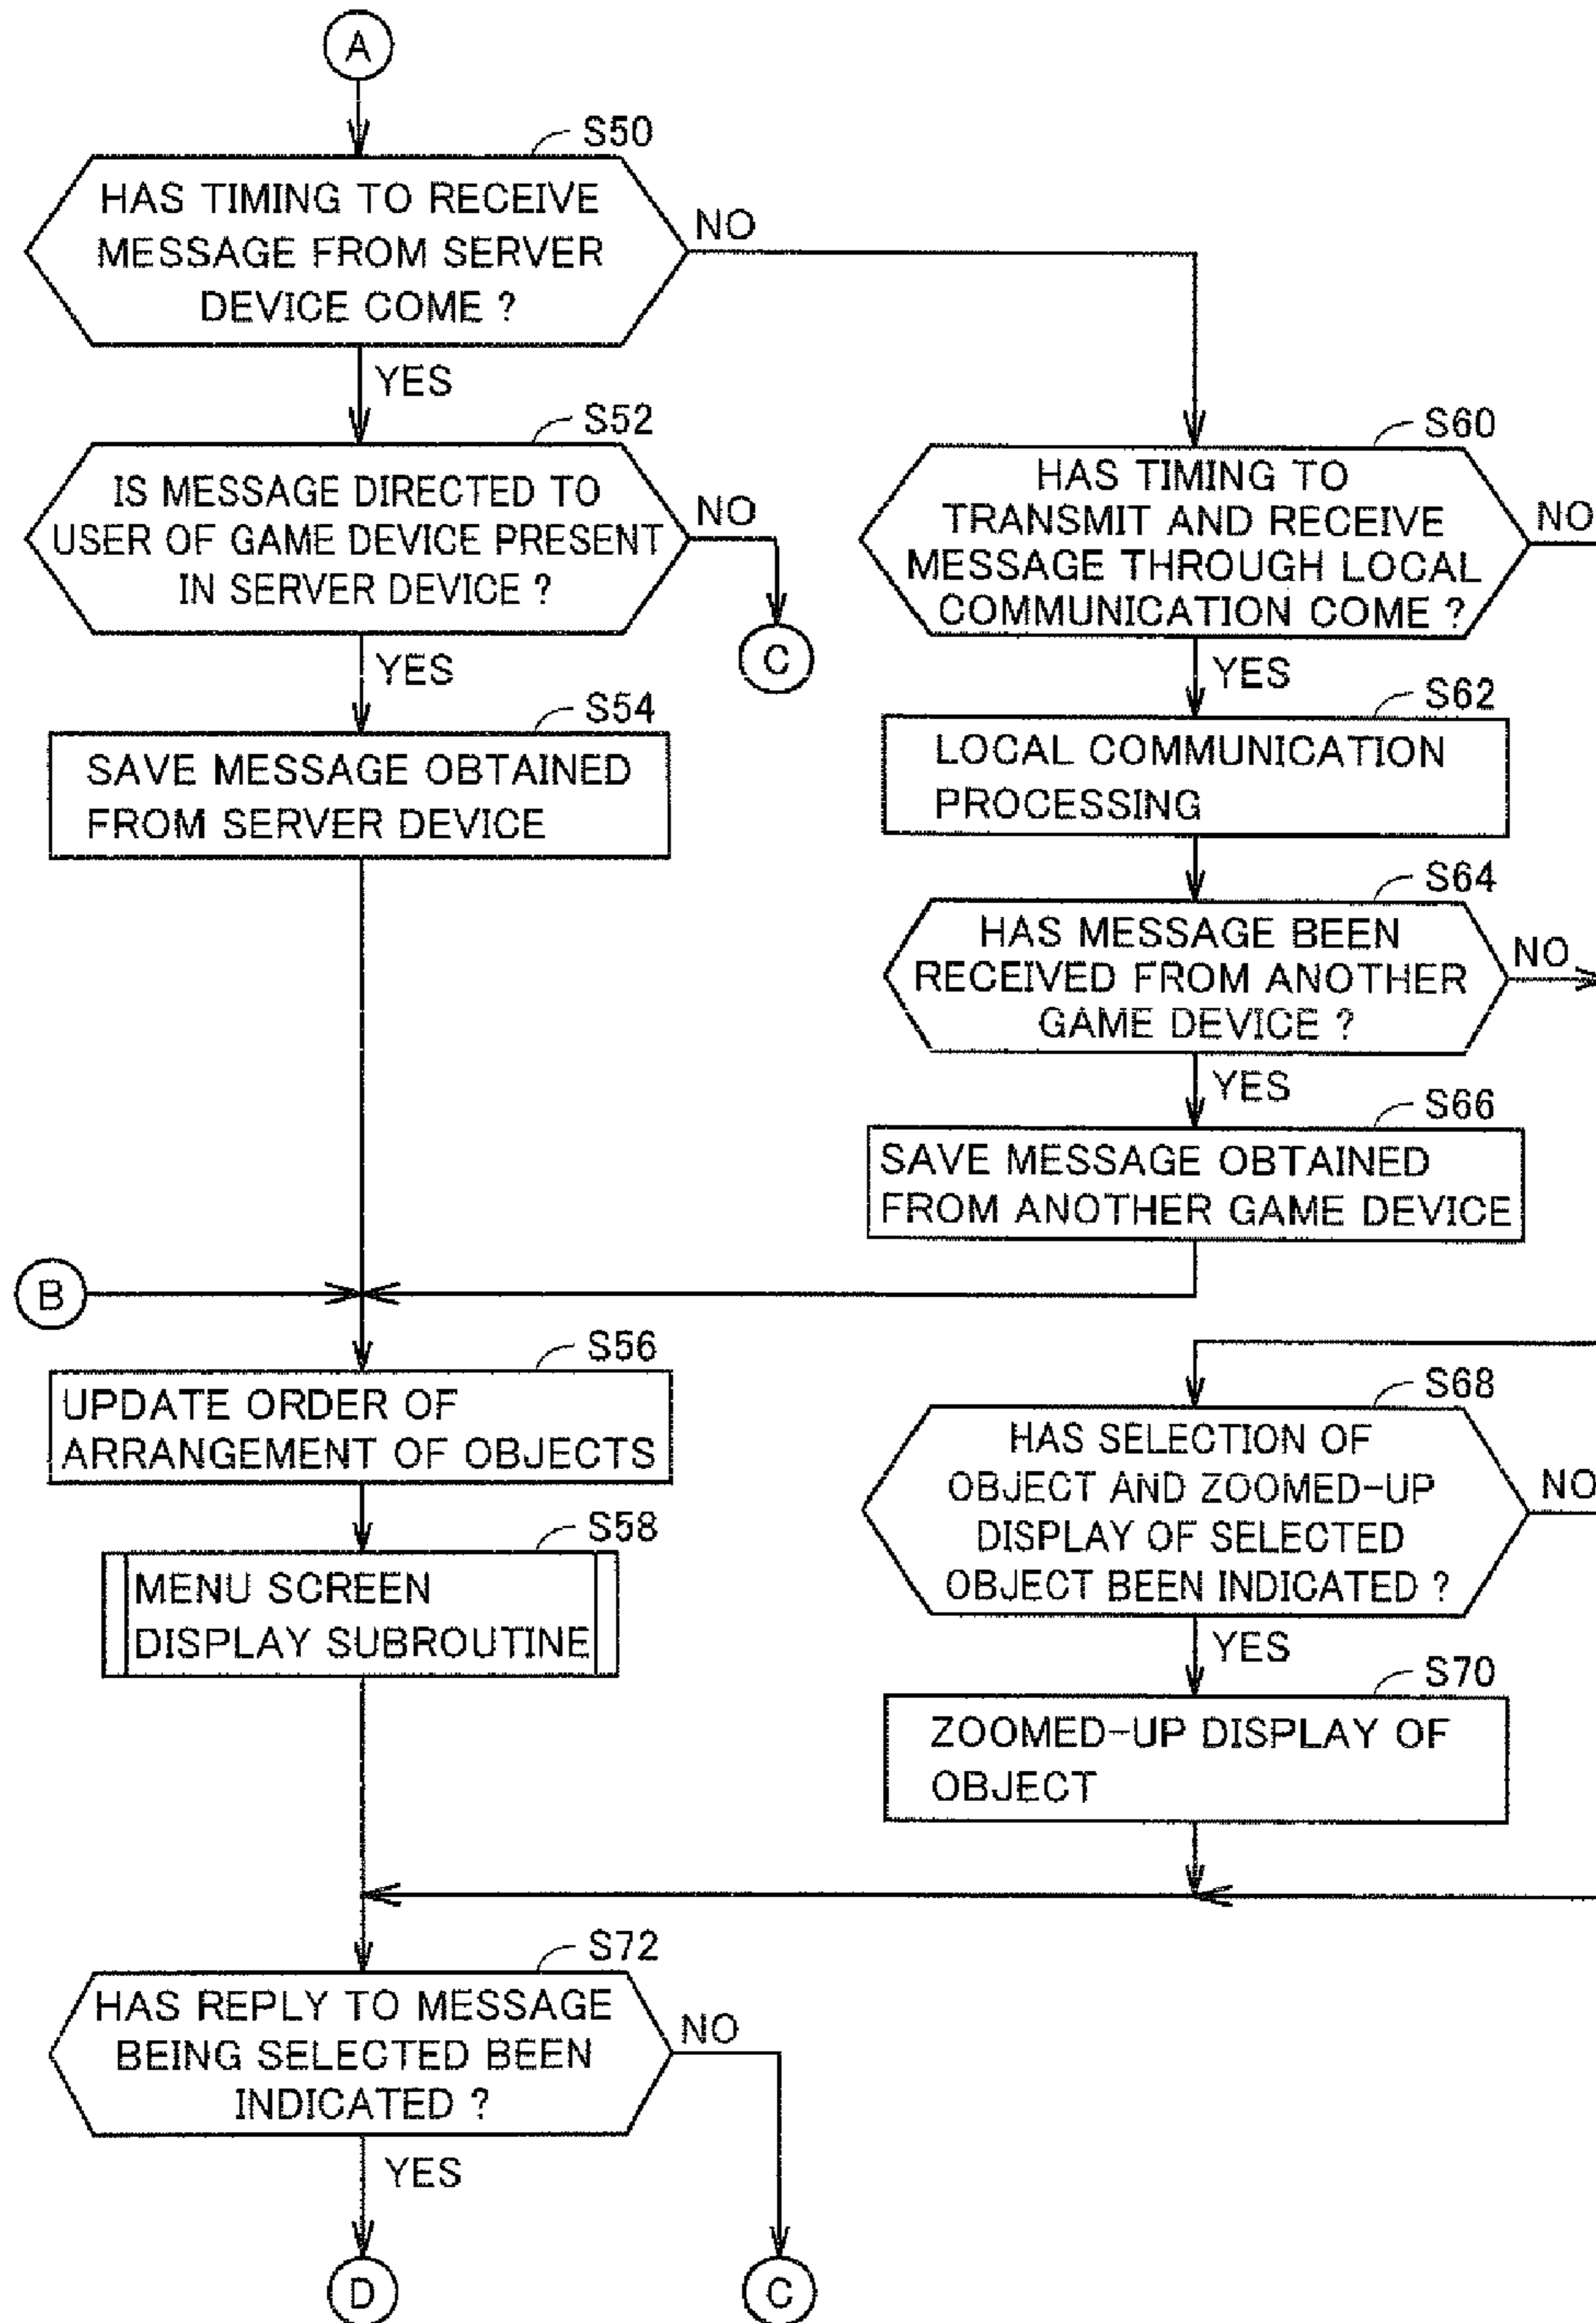 A
S50
HAS TIMING TO RECEIVE
MESSAGE FROM SERVER
DEVICE COME ?
NO
YES
S52
IS MESSAGE DIRECTED TO
USER OF GAME DEVICE PRESENT
IN SERVER DEVICE ?
NO
C
YES
S54
SAVE MESSAGE OBTAINED
FROM SERVER DEVICE
S60
HAS TIMING TO
TRANSMIT AND RECEIVE
MESSAGE THROUGH LOCAL
COMMUNICATION COME ?
NO
YES
S62
LOCAL COMMUNICATION
PROCESSING
S64
HAS MESSAGE BEEN
RECEIVED FROM ANOTHER
GAME DEVICE ?
NO
YES
S66
SAVE MESSAGE OBTAINED
FROM ANOTHER GAME DEVICE
B
S56
UPDATE ORDER OF
ARRANGEMENT OF OBJECTS
S58
MENU SCREEN
DISPLAY SUBROUTINE
S68
HAS SELECTION OF
OBJECT AND ZOOMED-UP
DISPLAY OF SELECTED
OBJECT BEEN INDICATED ?
NO
YES
S70
ZOOMED-UP DISPLAY OF
OBJECT
S72
HAS REPLY TO MESSAGE
BEING SELECTED BEEN
INDICATED ?
NO
YES
D
C